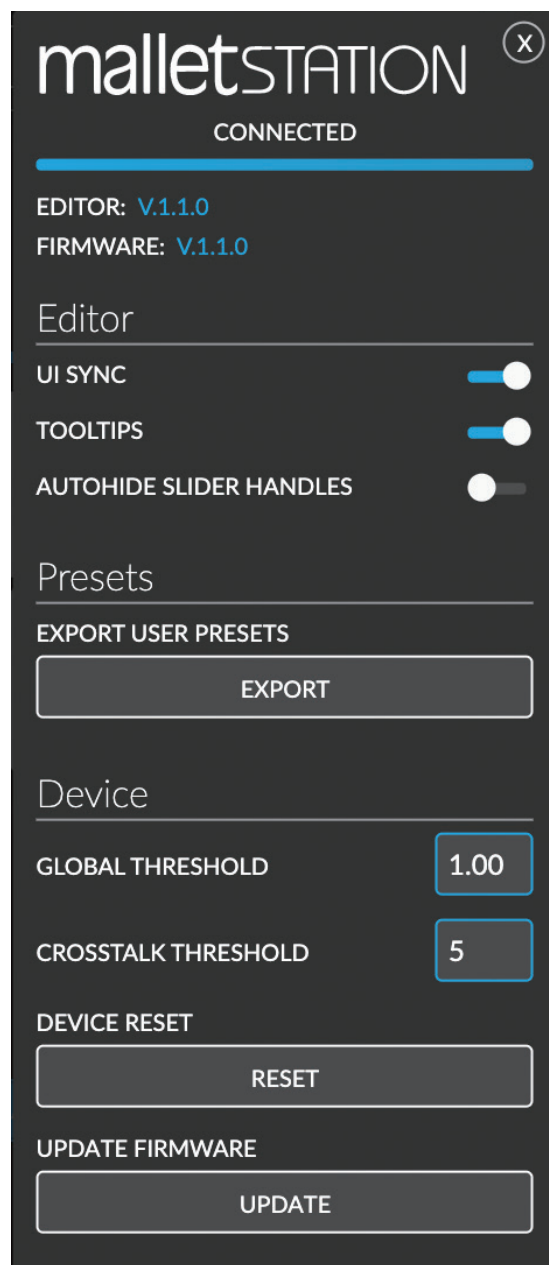 malletSTATION
X
CONNECTED
EDITOR: V.1.1.0
FIRMWARE: V.1.1.0
Editor
UI SYNC
TOOLTIPS
AUTOHIDE SLIDER HANDLES
Presets
EXPORT USER PRESETS
EXPORT
Device
GLOBAL THRESHOLD 1.00
CROSSTALK THRESHOLD 5
DEVICE RESET
RESET
UPDATE FIRMWARE
UPDATE